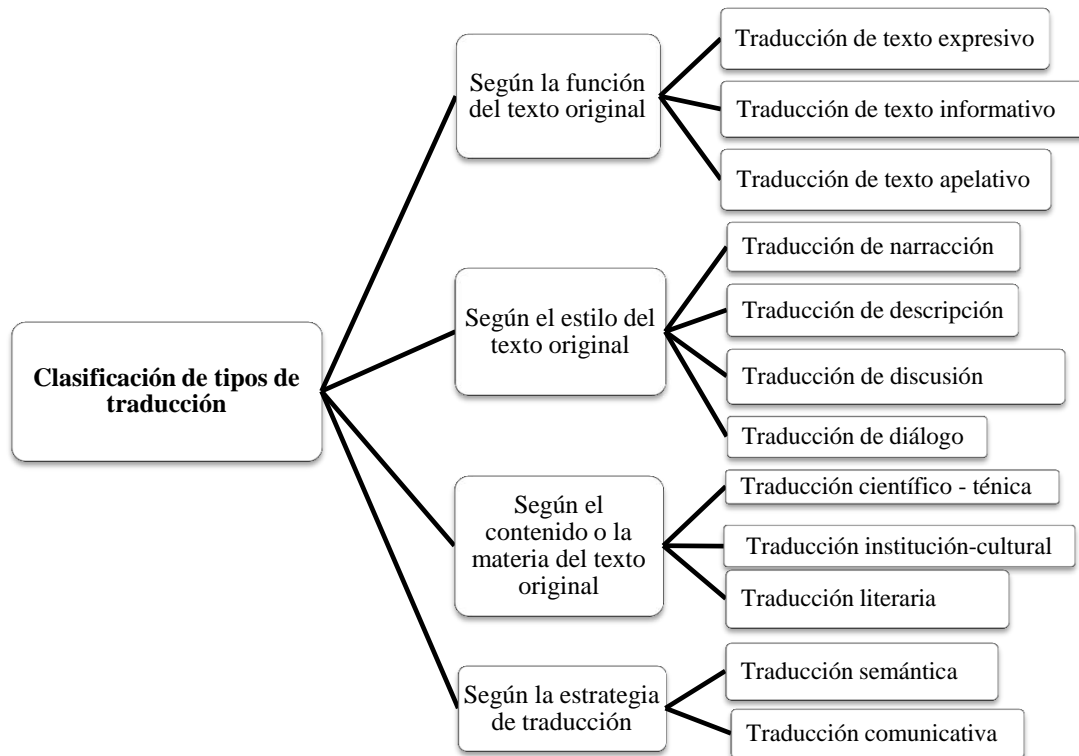 Clasificación de tipos de
traducción
Según la función
del texto original
Traducción de texto expresivo
Traducción de texto informativo
Traducción de texto apelativo
Según el estilo del
texto original
Traducción de narracción
Traducción de descripción
Traducción de discusión
Traducción de diálogo
Según el
contenido o la
materia del texto
original
Traducción científico - ténica
Traducción institución-cultural
Traducción literaria
Según la estrategia
de traducción
Traducción semántica
Traducción comunicativa